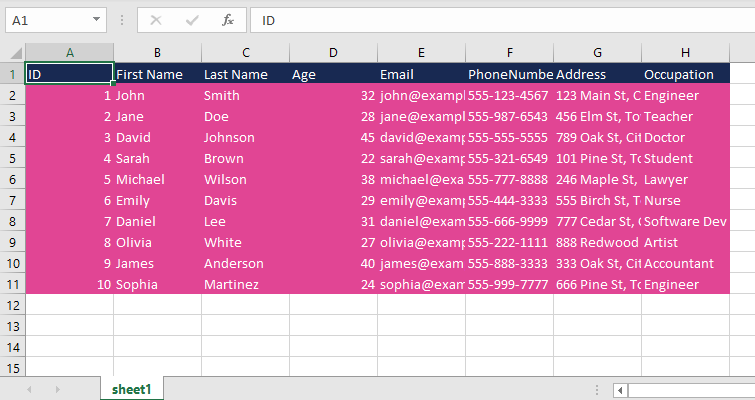 A1 fx ID
A B C D E F G H
1 ID First Name Last Name Age Email PhoneNumbe Address Occupation
2 1 John Smith 32 john@exampl 555-123-4567 123 Main St, C Engineer
3 2 Jane Doe 28 jane@examp 555-987-6543 456 Elm St, To Teacher
4 3 David Johnson 45 david@examp 555-555-5555 789 Oak St, Cit Doctor
5 4 Sarah Brown 22 sarah@examp 555-321-6549 101 Pine St, To Student
6 5 Michael Wilson 38 michael@exa 555-777-8888 246 Maple St, Lawyer
7 6 Emily Davis 29 emily@examp 555-444-3333 555 Birch St, T Nurse
8 7 Daniel Lee 31 daniel@exam 555-666-9999 777 Cedar St, C Software Dev
9 8 Olivia White 27 olivia@examp 555-222-1111 888 Redwood Artist
10 9 James Anderson 40 james@exam 555-888-3333 333 Oak St, Cit Accountant
11 10 Sophia Martinez 24 sophia@exam 555-999-7777 666 Pine St, To Engineer
12
13
14
15
sheet1